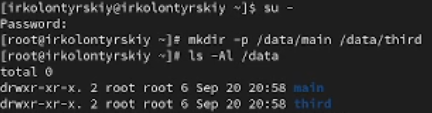 [irkolontyrskiy@irkolontyrskiy ~]$ su -
Password:
[root@irkolontyrskiy ~]# mkdir -p /data/main /data/third
[root@irkolontyrskiy ~]# ls -Al /data
total 0
drwxr-xr-x. 2 root root 6 Sep 20 20:58 main
drwxr-xr-x. 2 root root 6 Sep 20 20:58 third